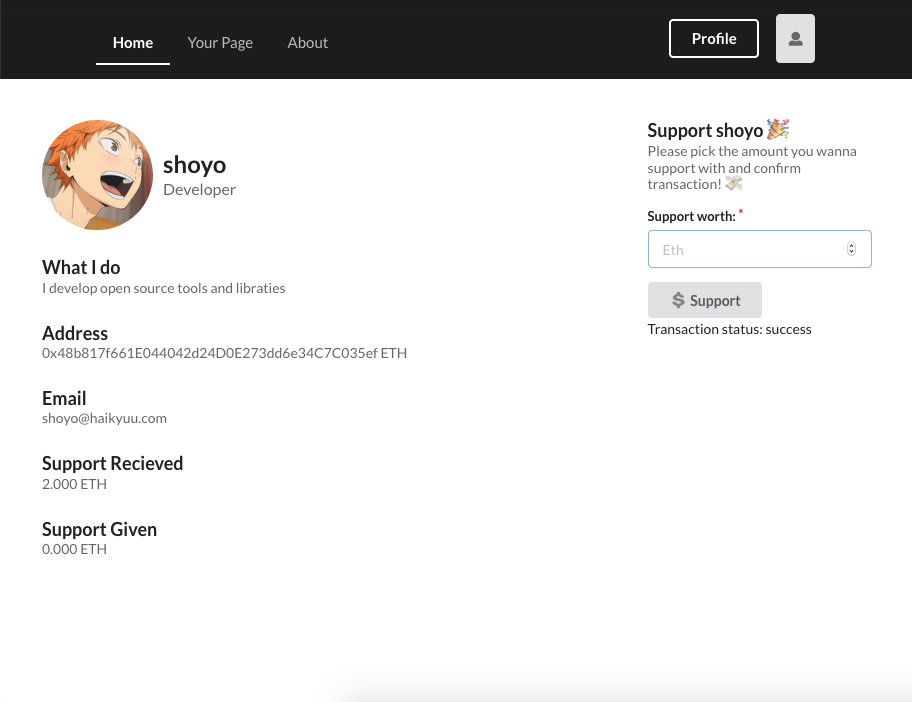 Home
Your Page
About
Profile
shoyo
Developer
What I do
I develop open source tools and libraties
Address
0x48b817f661E044042d24D0E273dd6e34C7C035ef ETH
Email
shoyo@haikyuu.com
Support Recieved
2.000 ETH
Support Given
0.000 ETH
Support shoyo 🎉
Please pick the amount you wanna
support with and confirm
transaction! 💸
Support worth: *
Eth
$ Support
Transaction status: success